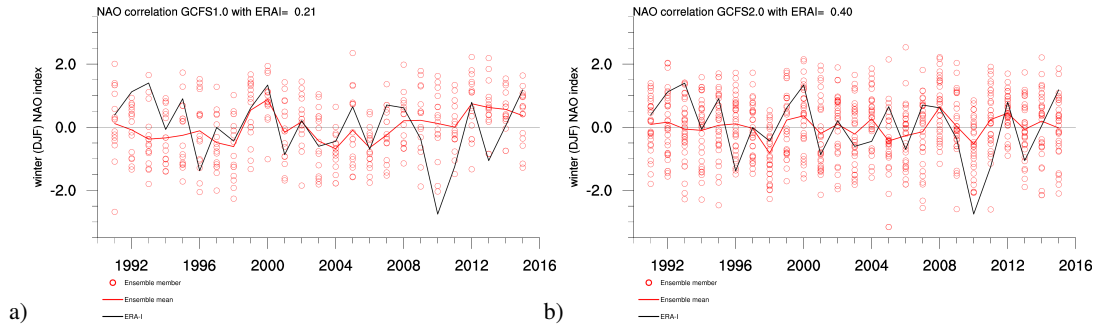 NAO correlation GCFS1.0 with ERAI= 0.21
winter (DJF) NAO index
2.0
0.0
-2.0
1992 1996 2000 2004 2008 2012 2016
Ensemble member
Ensemble mean
ERA-I
a)
NAO correlation GCFS2.0 with ERAI= 0.40
winter (DJF) NAO index
2.0
0.0
-2.0
1992 1996 2000 2004 2008 2012 2016
Ensemble member
Ensemble mean
ERA-I
b)